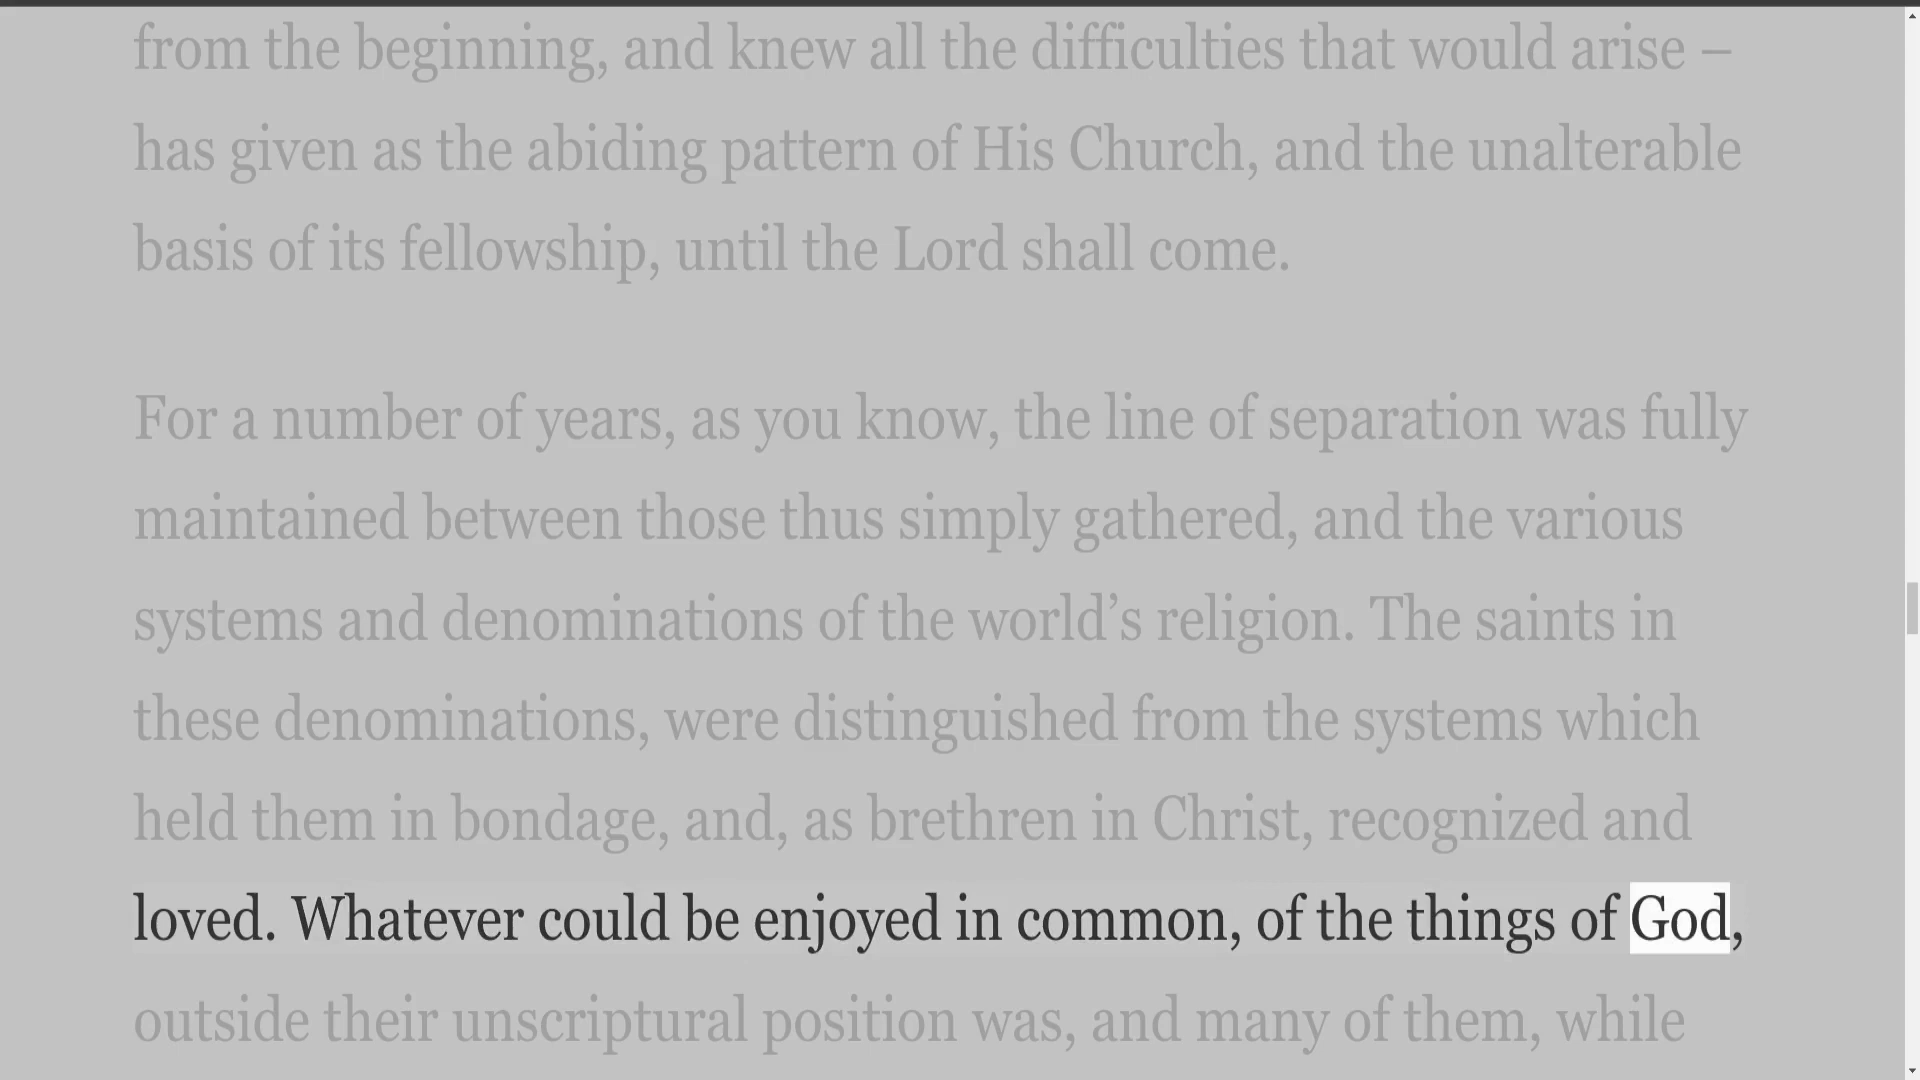 from the beginning, and knew all the difficulties that would arise –
has given as the abiding pattern of His Church, and the unalterable
basis of its fellowship, until the Lord shall come.
For a number of years, as you know, the line of separation was fully
maintained between those thus simply gathered, and the various
systems and denominations of the world’s religion. The saints in
these denominations, were distinguished from the systems which
held them in bondage, and, as brethren in Christ, recognized and
loved. Whatever could be enjoyed in common, of the things of God,
outside their unscriptural position was, and many of them, while